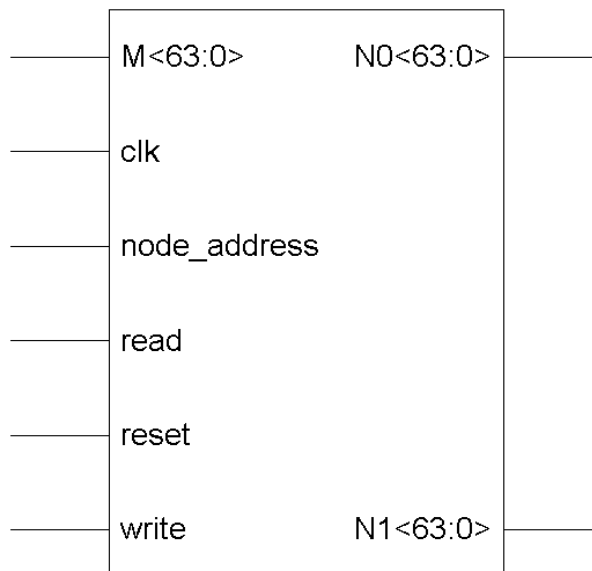 M<63:0> N0<63:0>
clk
node_address
read
reset
write N1<63:0>